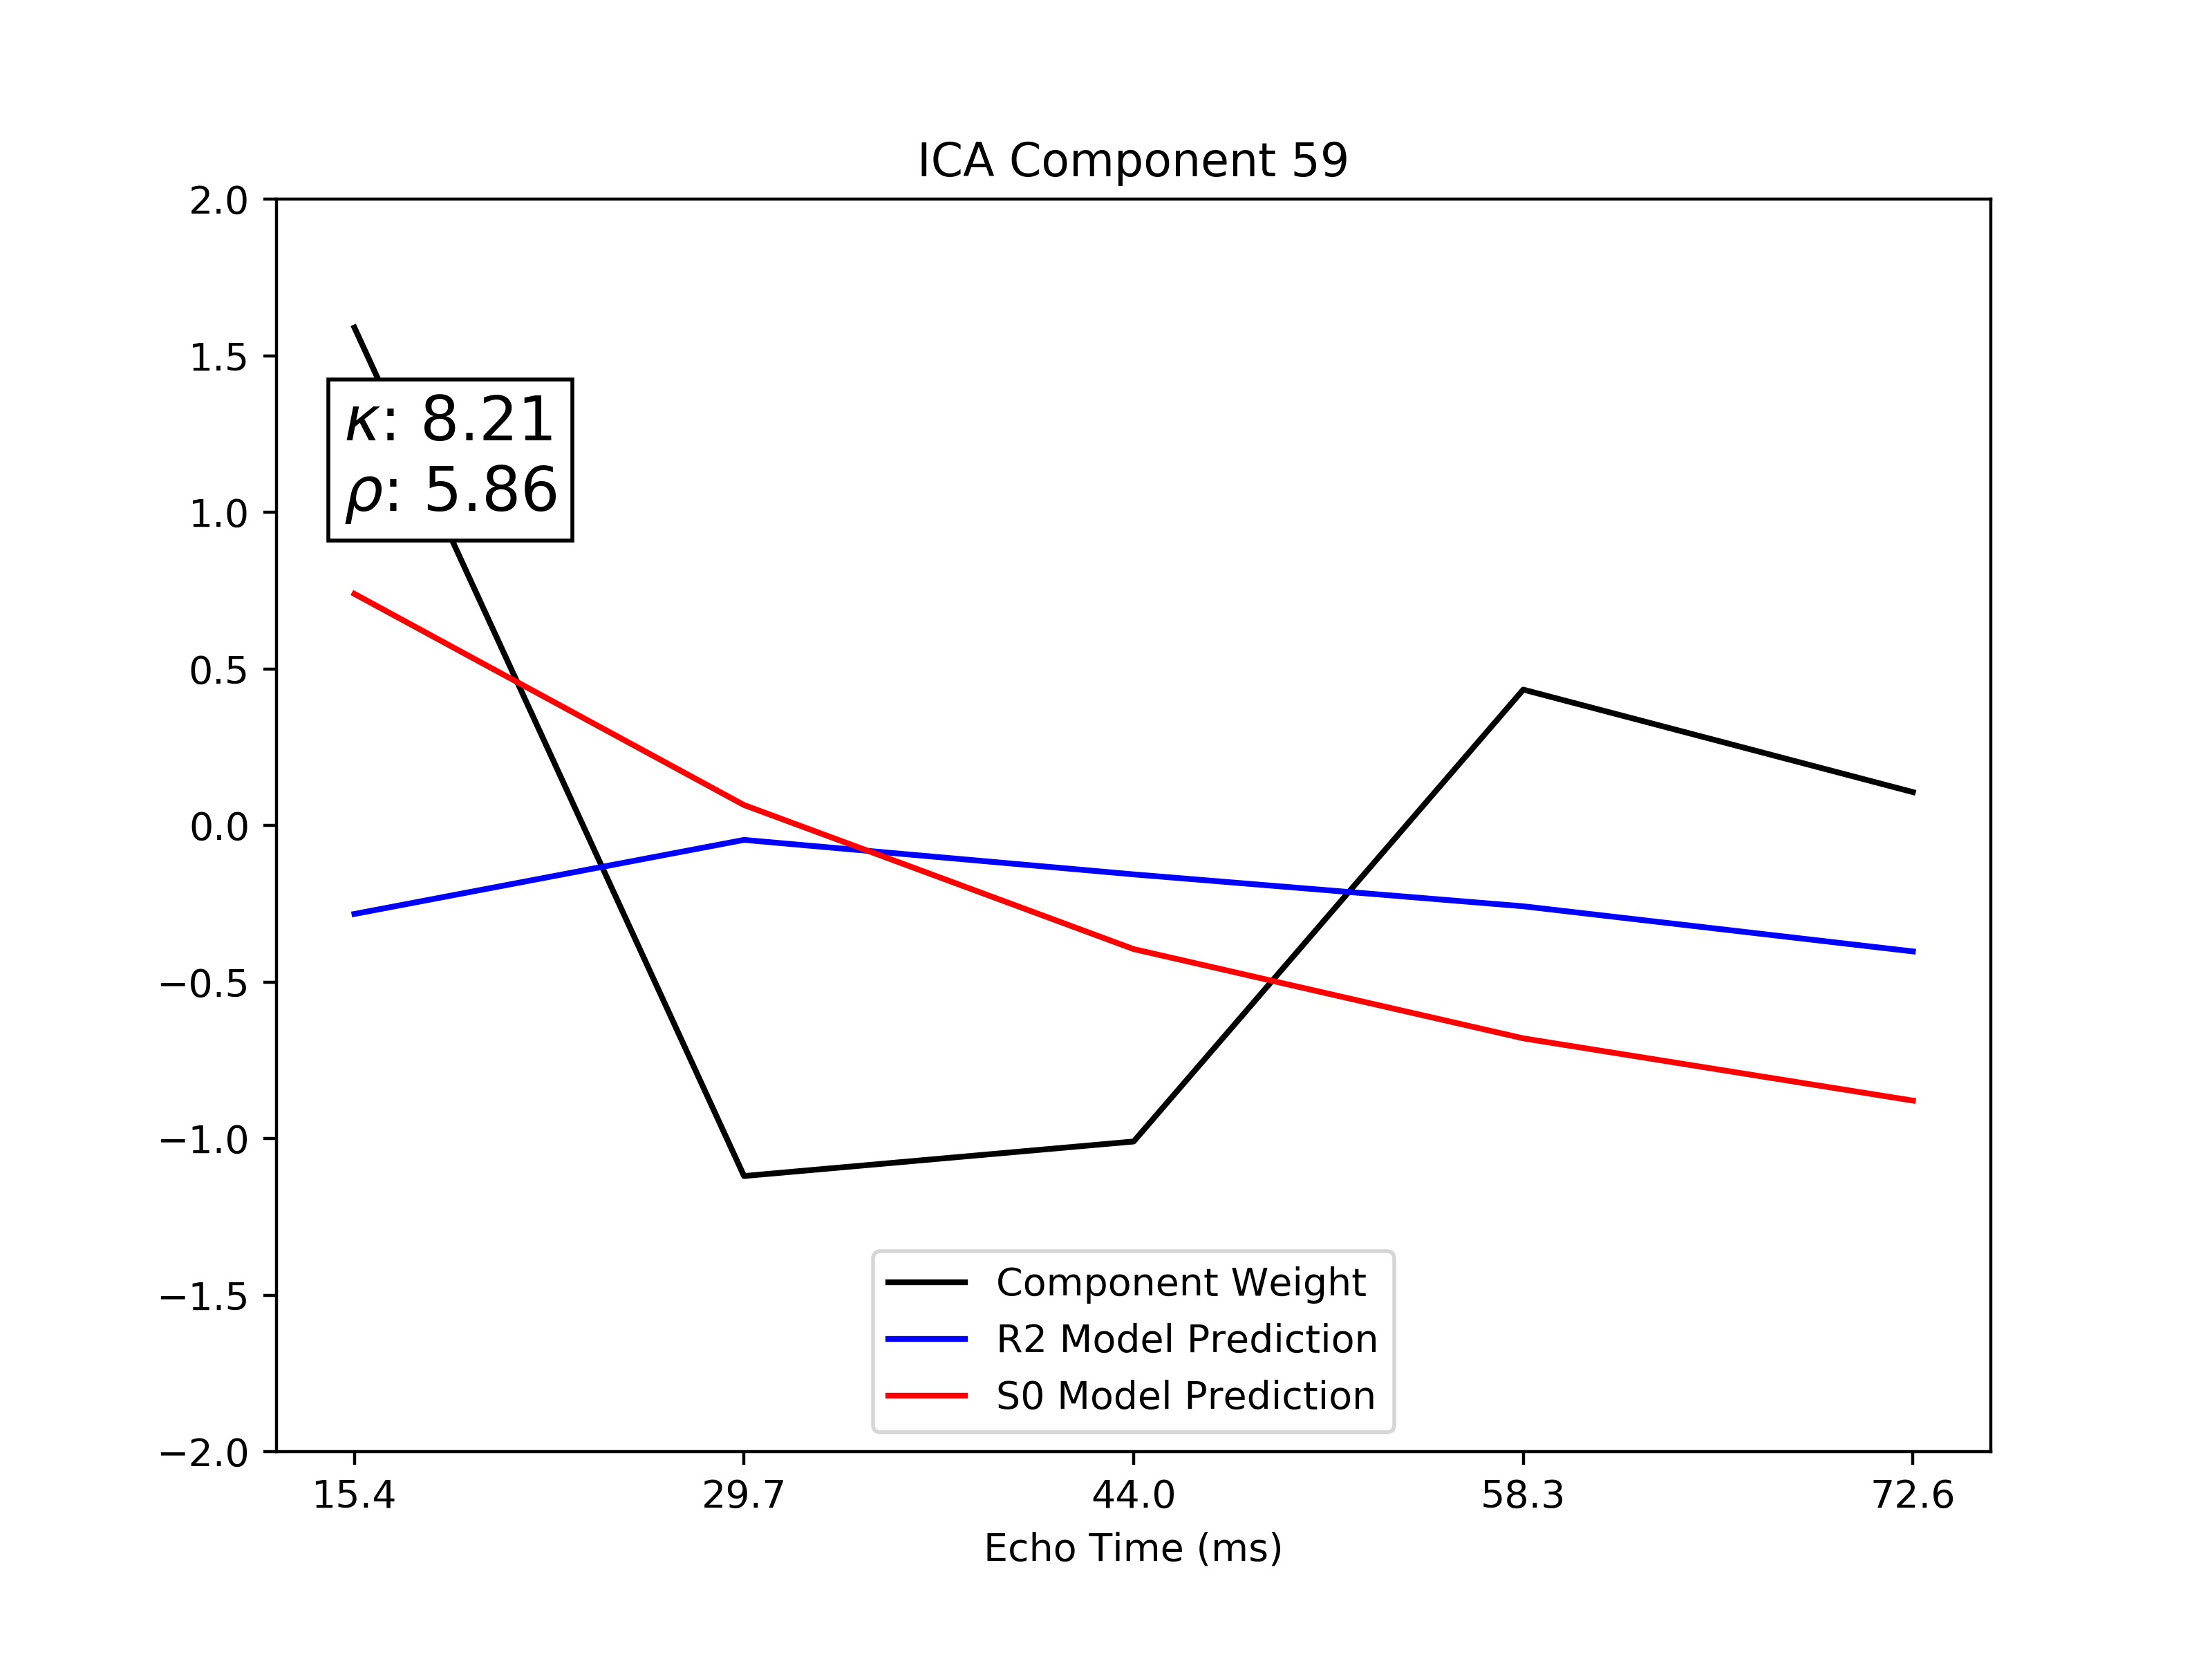 ICA Component 59
2.0
1.5
1.0
0.5
0.0
−0.5
−1.0
−1.5
−2.0
κ: 8.21
ρ: 5.86
Component Weight
R2 Model Prediction
S0 Model Prediction
15.4 29.7 44.0 58.3 72.6
Echo Time (ms)